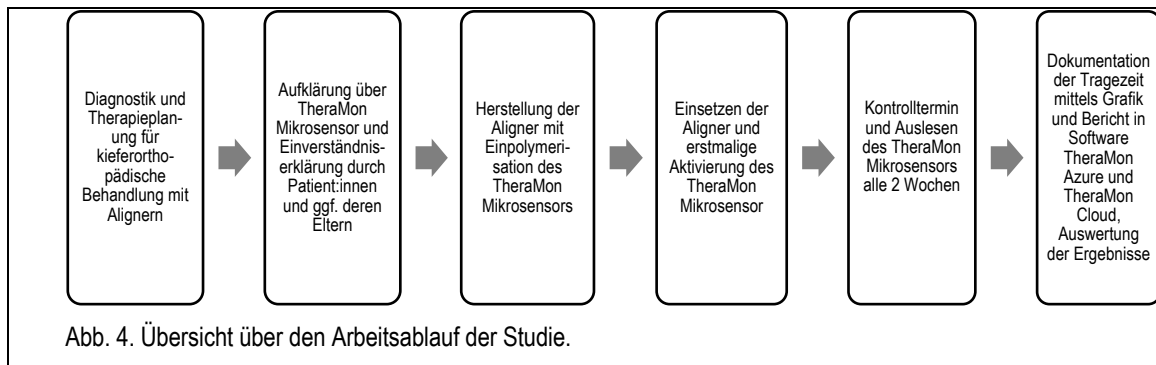 Diagnostik und
Therapieplan-
ung für
kieferortho-
pädische
Behandlung mit
Alignern
Aufklärung über
TheraMon
Mikrosensor und
Einverständnis-
erklärung durch
Patient:innen
und ggf. deren
Eltern
Herstellung der
Aligner mit
Einpolymeri-
sation des
TheraMon
Mikrosensors
Einsetzen der
Aligner und
erstmalige
Aktivierung des
TheraMon
Mikrosensor
Kontrolltermin
und Auslesen
des TheraMon
Mikrosensors
alle 2 Wochen
Dokumentation
der Tragezeit
mittels Grafik
und Bericht in
Software
TheraMon
Azure und
TheraMon
Cloud,
Auswertung
der Ergebnisse
Abb. 4. Übersicht über den Arbeitsablauf der Studie.